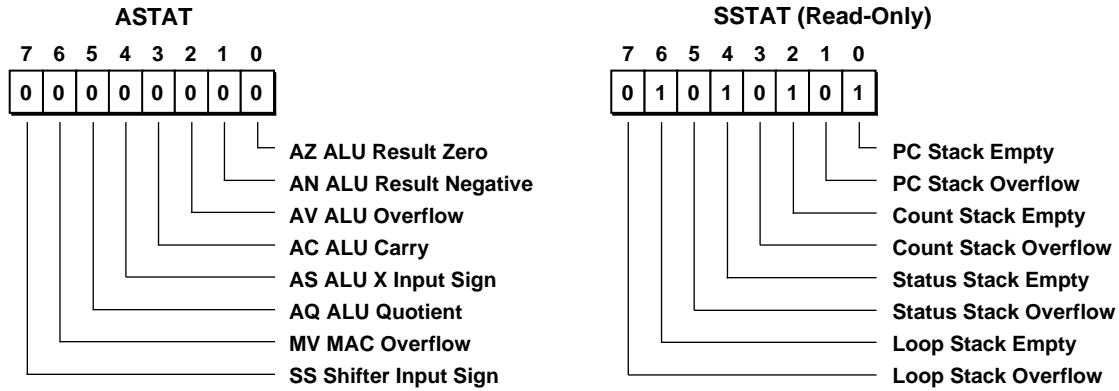 ASTAT
7 6 5 4 3 2 1 0
0 0 0 0 0 0 0 0
AZ ALU Result Zero
AN ALU Result Negative
AV ALU Overflow
AC ALU Carry
AS ALU X Input Sign
AQ ALU Quotient
MV MAC Overflow
SS Shifter Input Sign
SSTAT (Read-Only)
7 6 5 4 3 2 1 0
0 1 0 1 0 1 0 1
PC Stack Empty
PC Stack Overflow
Count Stack Empty
Count Stack Overflow
Status Stack Empty
Status Stack Overflow
Loop Stack Empty
Loop Stack Overflow